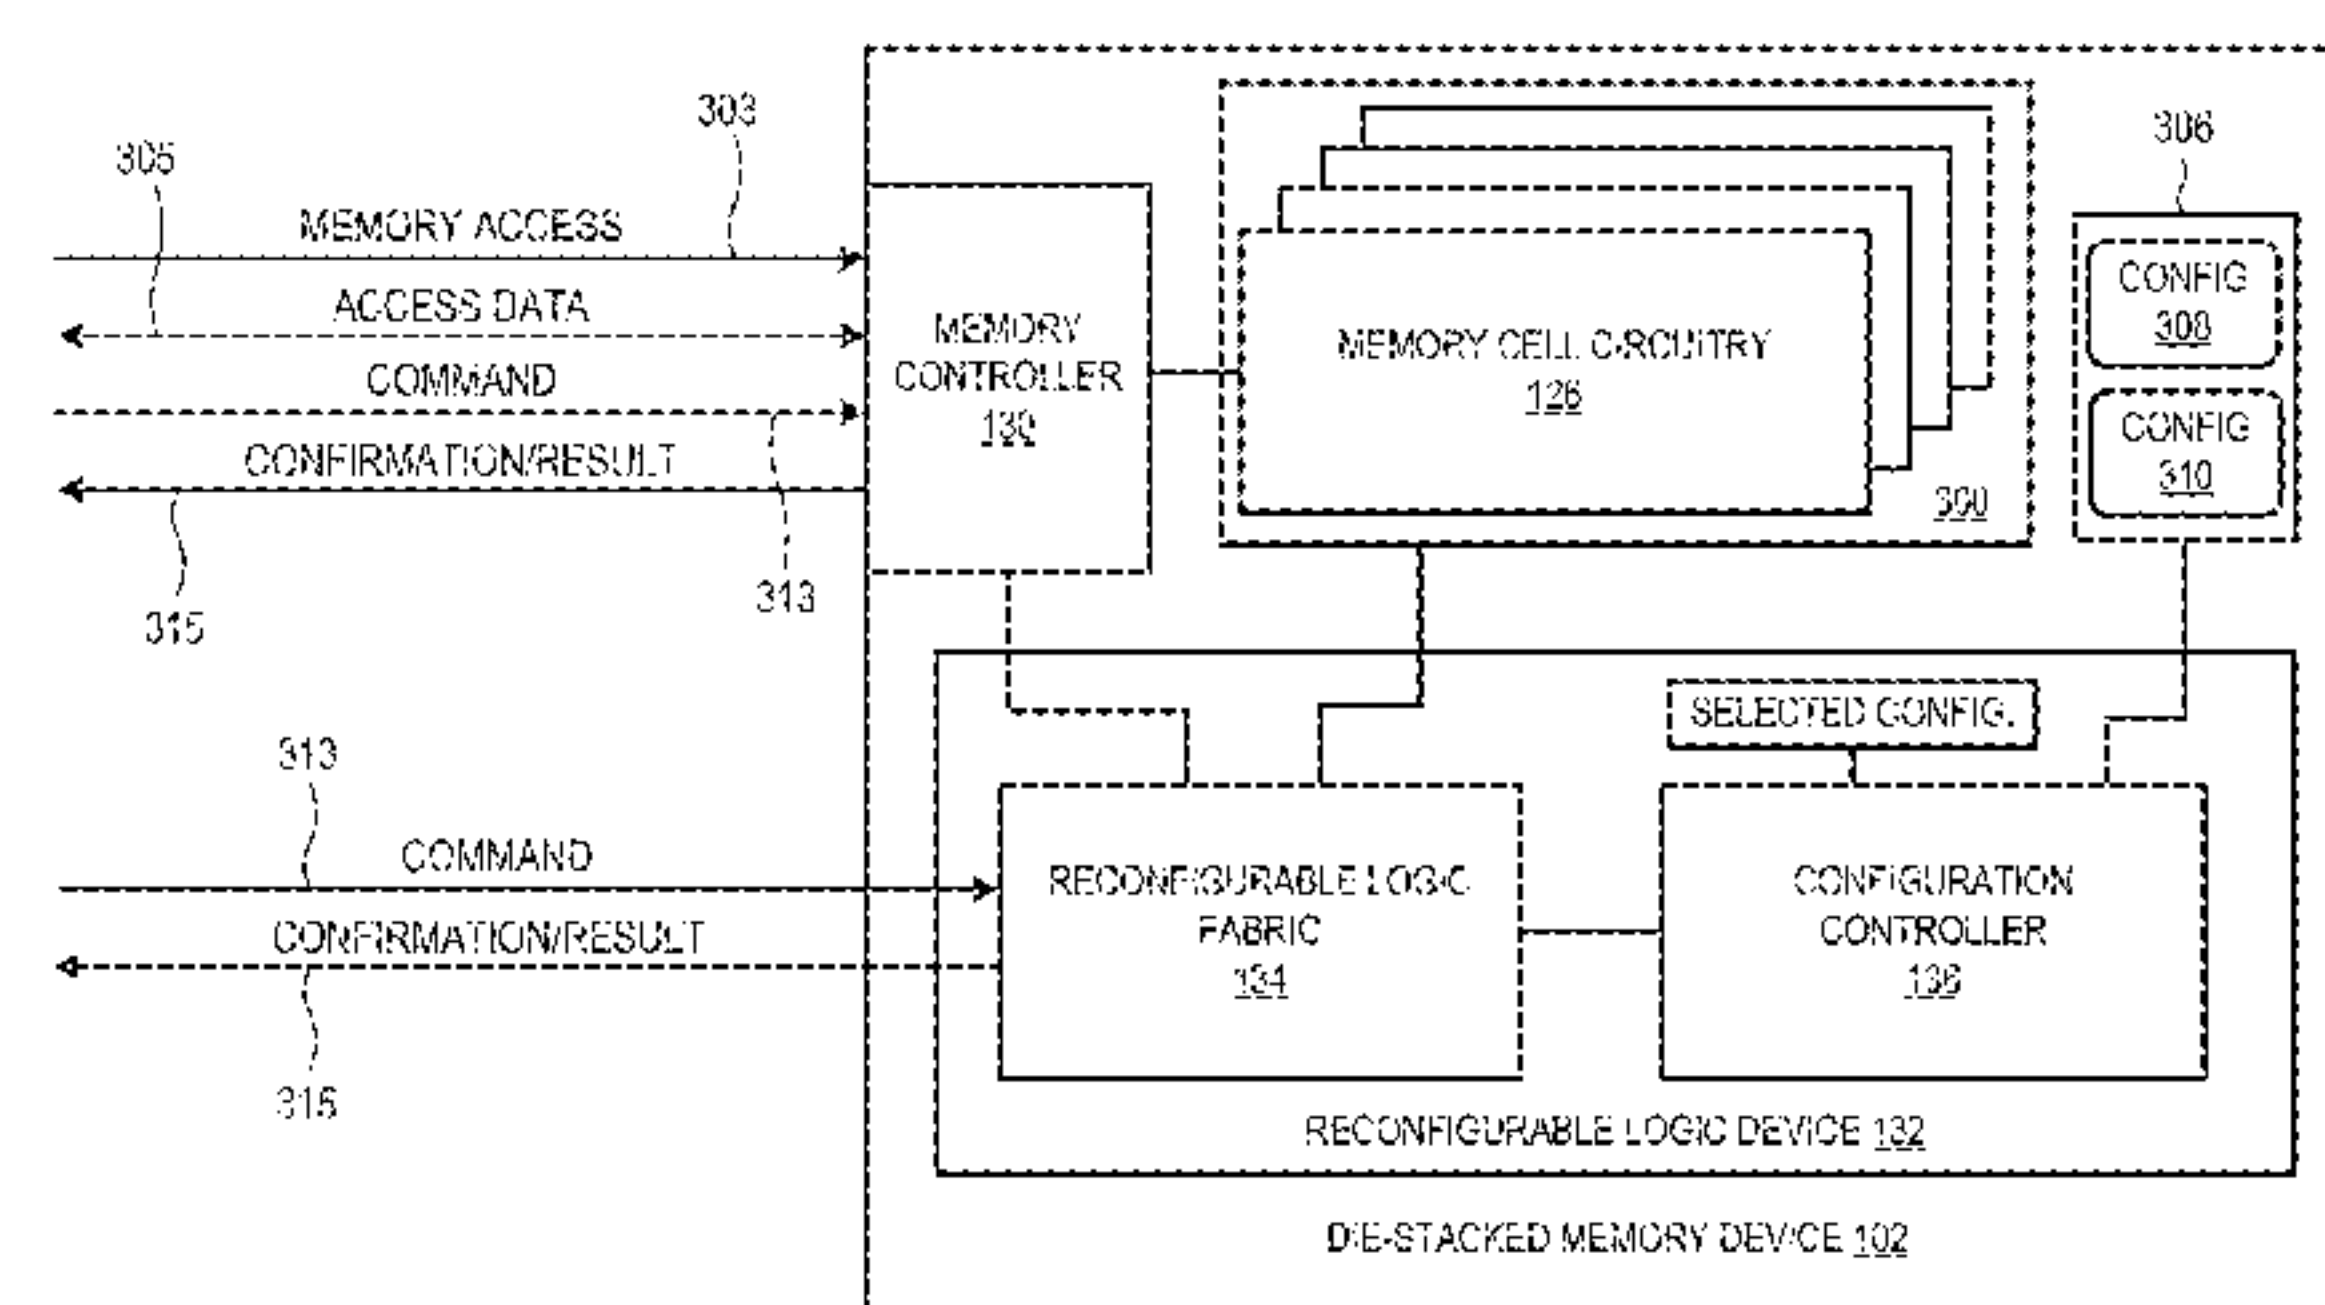 303
306
305
MEMORY ACCESS
ACCESS DATA
COMMAND
CONFIRMATION/RESULT
315
313
MEMORY
CONTROLLER
130
MEMORY CELL CIRCUITRY
126
300
CONFIG
308
CONFIG
310
SELECTED CONFIG.
313
COMMAND
CONFIRMATION/RESULT
315
RECONFIGURABLE LOGIC
FABRIC
134
CONFIGURATION
CONTROLLER
136
RECONFIGURABLE LOGIC DEVICE 132
DIE-STACKED MEMORY DEVICE 102